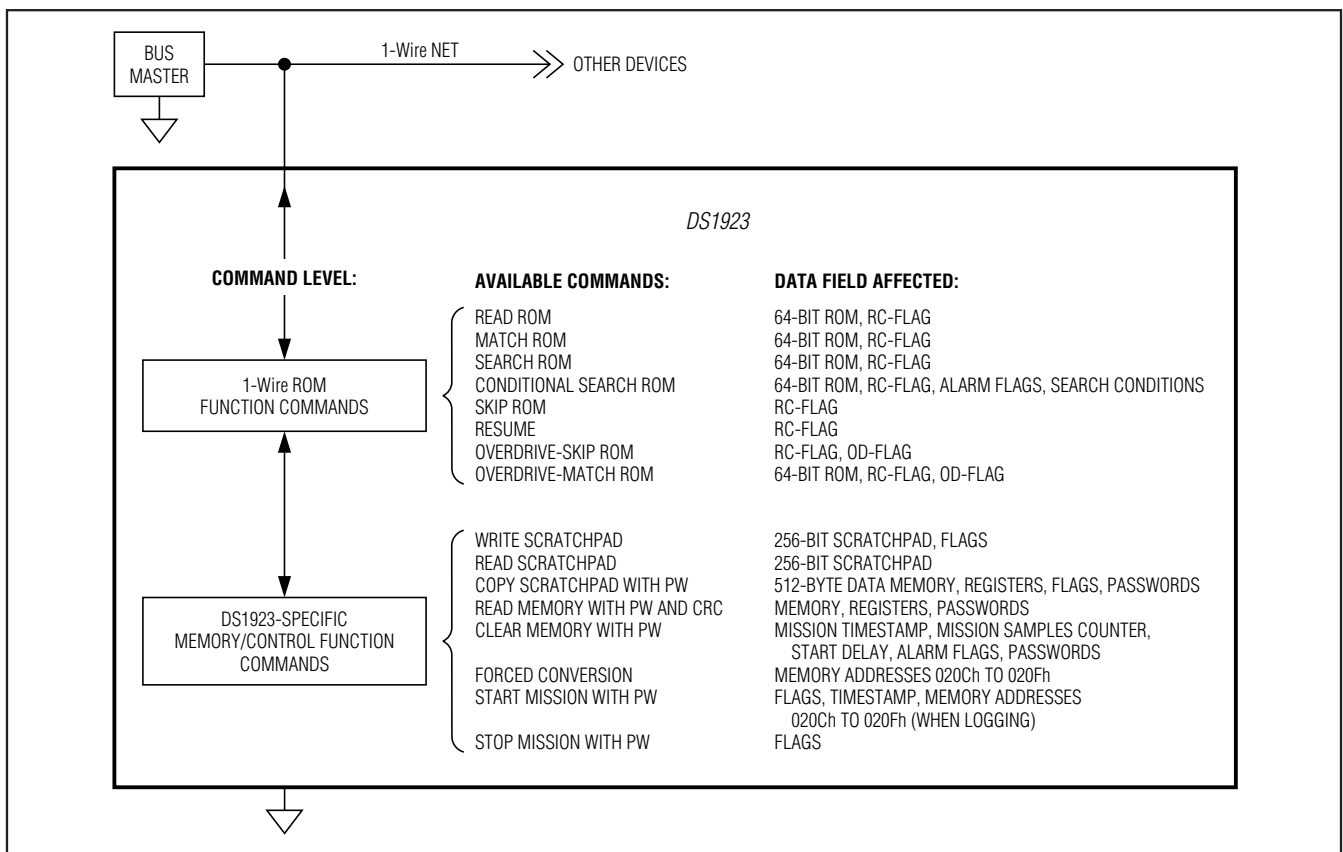 BUS
MASTER
1-Wire NET
OTHER DEVICES
DS1923
COMMAND LEVEL: AVAILABLE COMMANDS: DATA FIELD AFFECTED:
1-Wire ROM
FUNCTION COMMANDS
READ ROM 64-BIT ROM, RC-FLAG
MATCH ROM 64-BIT ROM, RC-FLAG
SEARCH ROM 64-BIT ROM, RC-FLAG
CONDITIONAL SEARCH ROM 64-BIT ROM, RC-FLAG, ALARM FLAGS, SEARCH CONDITIONS
SKIP ROM RC-FLAG
RESUME RC-FLAG
OVERDRIVE-SKIP ROM RC-FLAG, OD-FLAG
OVERDRIVE-MATCH ROM 64-BIT ROM, RC-FLAG, OD-FLAG
DS1923-SPECIFIC
MEMORY/CONTROL FUNCTION
COMMANDS
WRITE SCRATCHPAD 256-BIT SCRATCHPAD, FLAGS
READ SCRATCHPAD 256-BIT SCRATCHPAD
COPY SCRATCHPAD WITH PW 512-BYTE DATA MEMORY, REGISTERS, FLAGS, PASSWORDS
READ MEMORY WITH PW AND CRC MEMORY, REGISTERS, PASSWORDS
CLEAR MEMORY WITH PW MISSION TIMESTAMP, MISSION SAMPLES COUNTER,
START DELAY, ALARM FLAGS, PASSWORDS
FORCED CONVERSION MEMORY ADDRESSES 020Ch TO 020Fh
START MISSION WITH PW FLAGS, TIMESTAMP, MEMORY ADDRESSES
020Ch TO 020Fh (WHEN LOGGING)
STOP MISSION WITH PW FLAGS